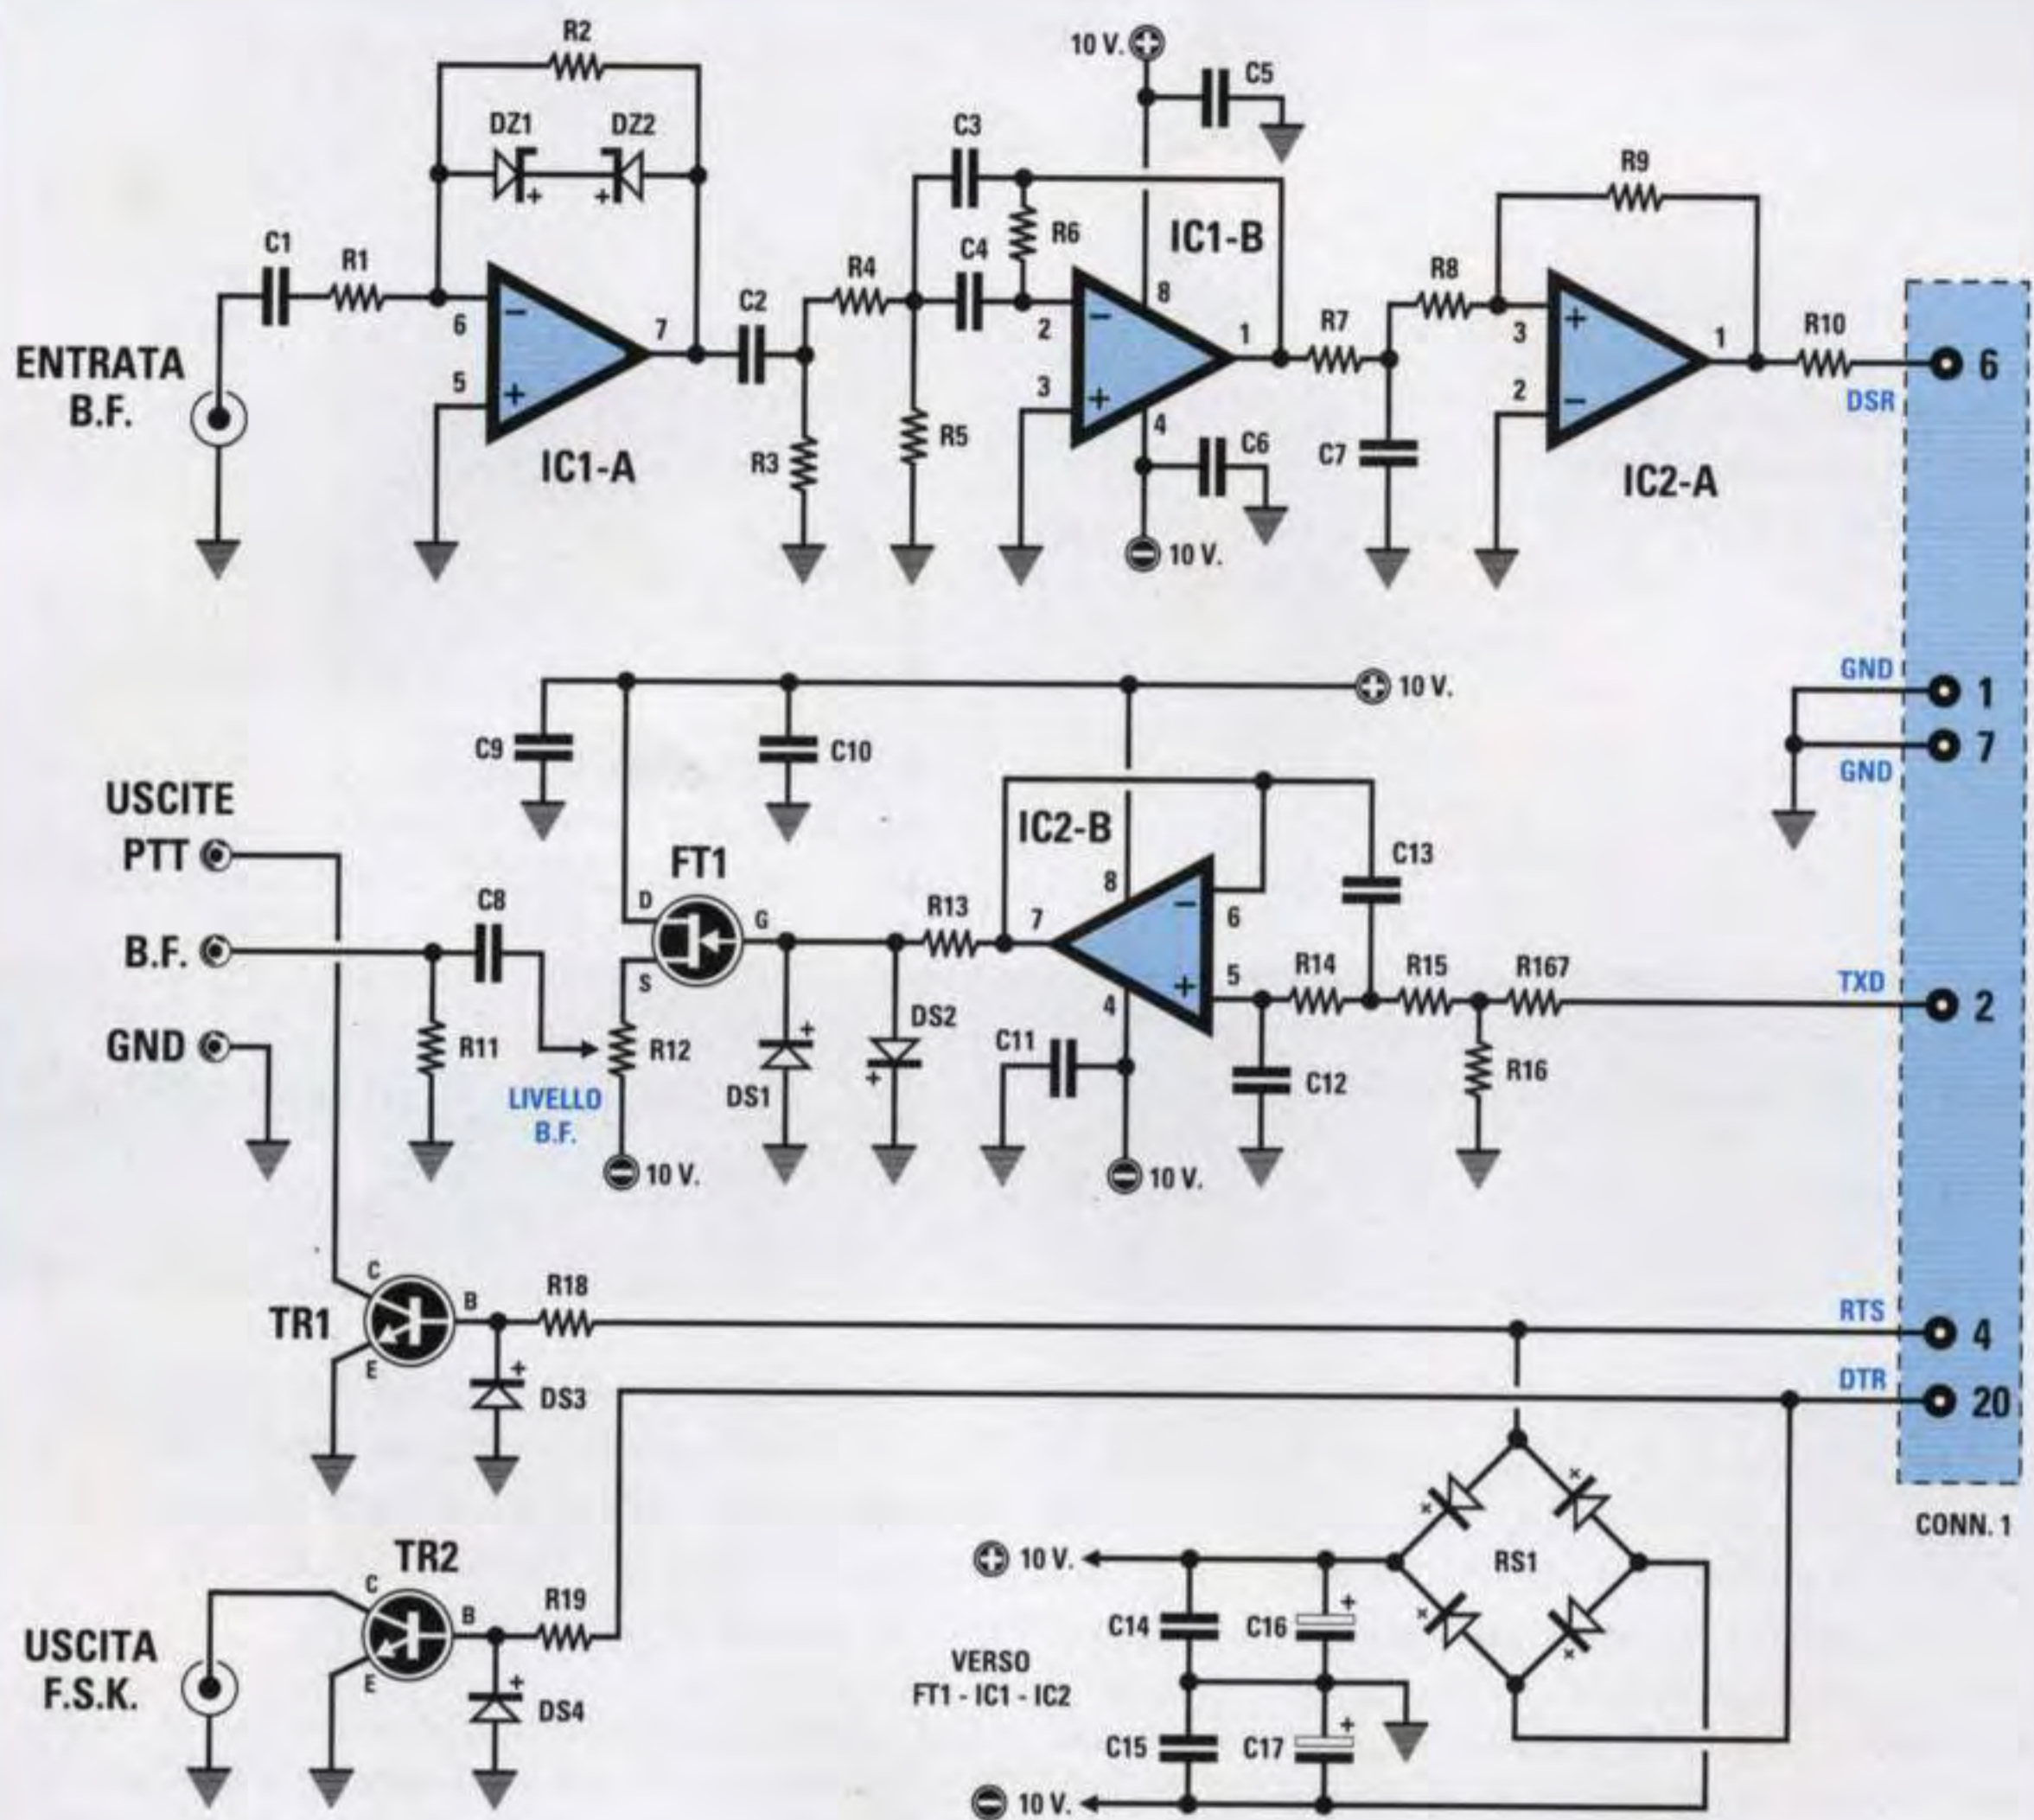 R2
DZ1 DZ2
+ +
C1 R1
6 − 7
5 +
ENTRATA
B.F.
IC1-A
C2
R3
R4
C3
C4 R6
R5
10 V. +
C5
IC1-B
8
2 − 1
3 +
4
C6
− 10 V.
R7
C7
R8
R9
3 + 1
2 −
IC2-A
R10
6
DSR
GND
1
7
GND
+ 10 V.
C9 C10
USCITE
PTT
B.F.
GND
C8
R11
R12
LIVELLO
B.F.
− 10 V.
FT1
D G
S
DS1 +
DS2 +
R13
IC2-B
8
7 − 6
+ 5
4
C11
− 10 V.
C13
R14 R15 R167
C12 R16
TXD
2
TR1
C B
E
R18
+
DS3
RTS
4
DTR
20
CONN. 1
TR2
C B
E
R19
+
DS4
USCITA
F.S.K.
+ 10 V.
C14 C16 +
VERSO
FT1 - IC1 - IC2
C15 C17 +
− 10 V.
RS1